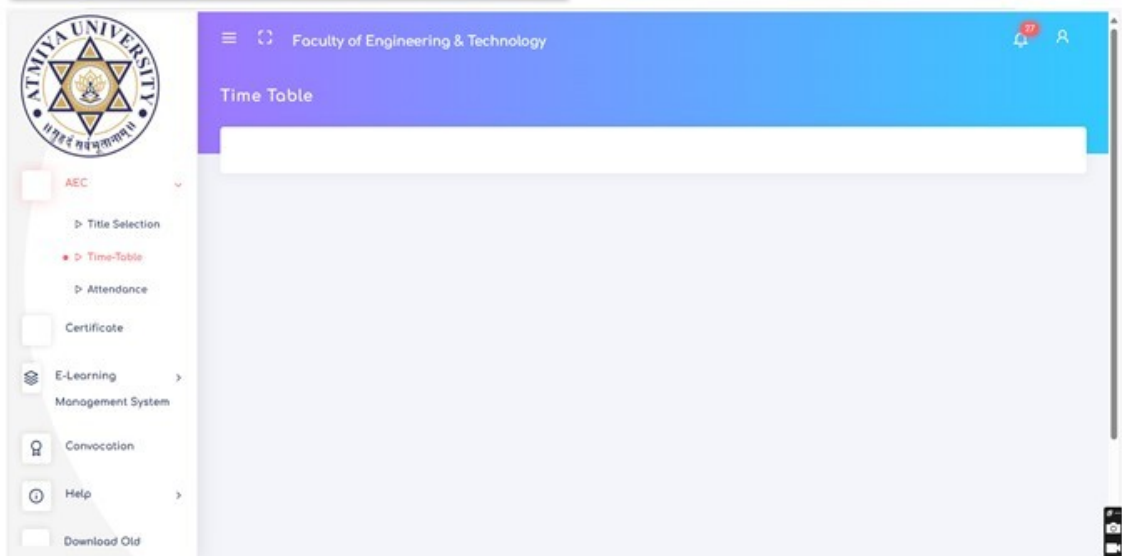 ATMIYA UNIVERSITY
Faculty of Engineering & Technology
27
Time Table
AEC
Title Selection
Time-Table
Attendance
Certificate
E-Learning
Management System
Convocation
Help
Download Old